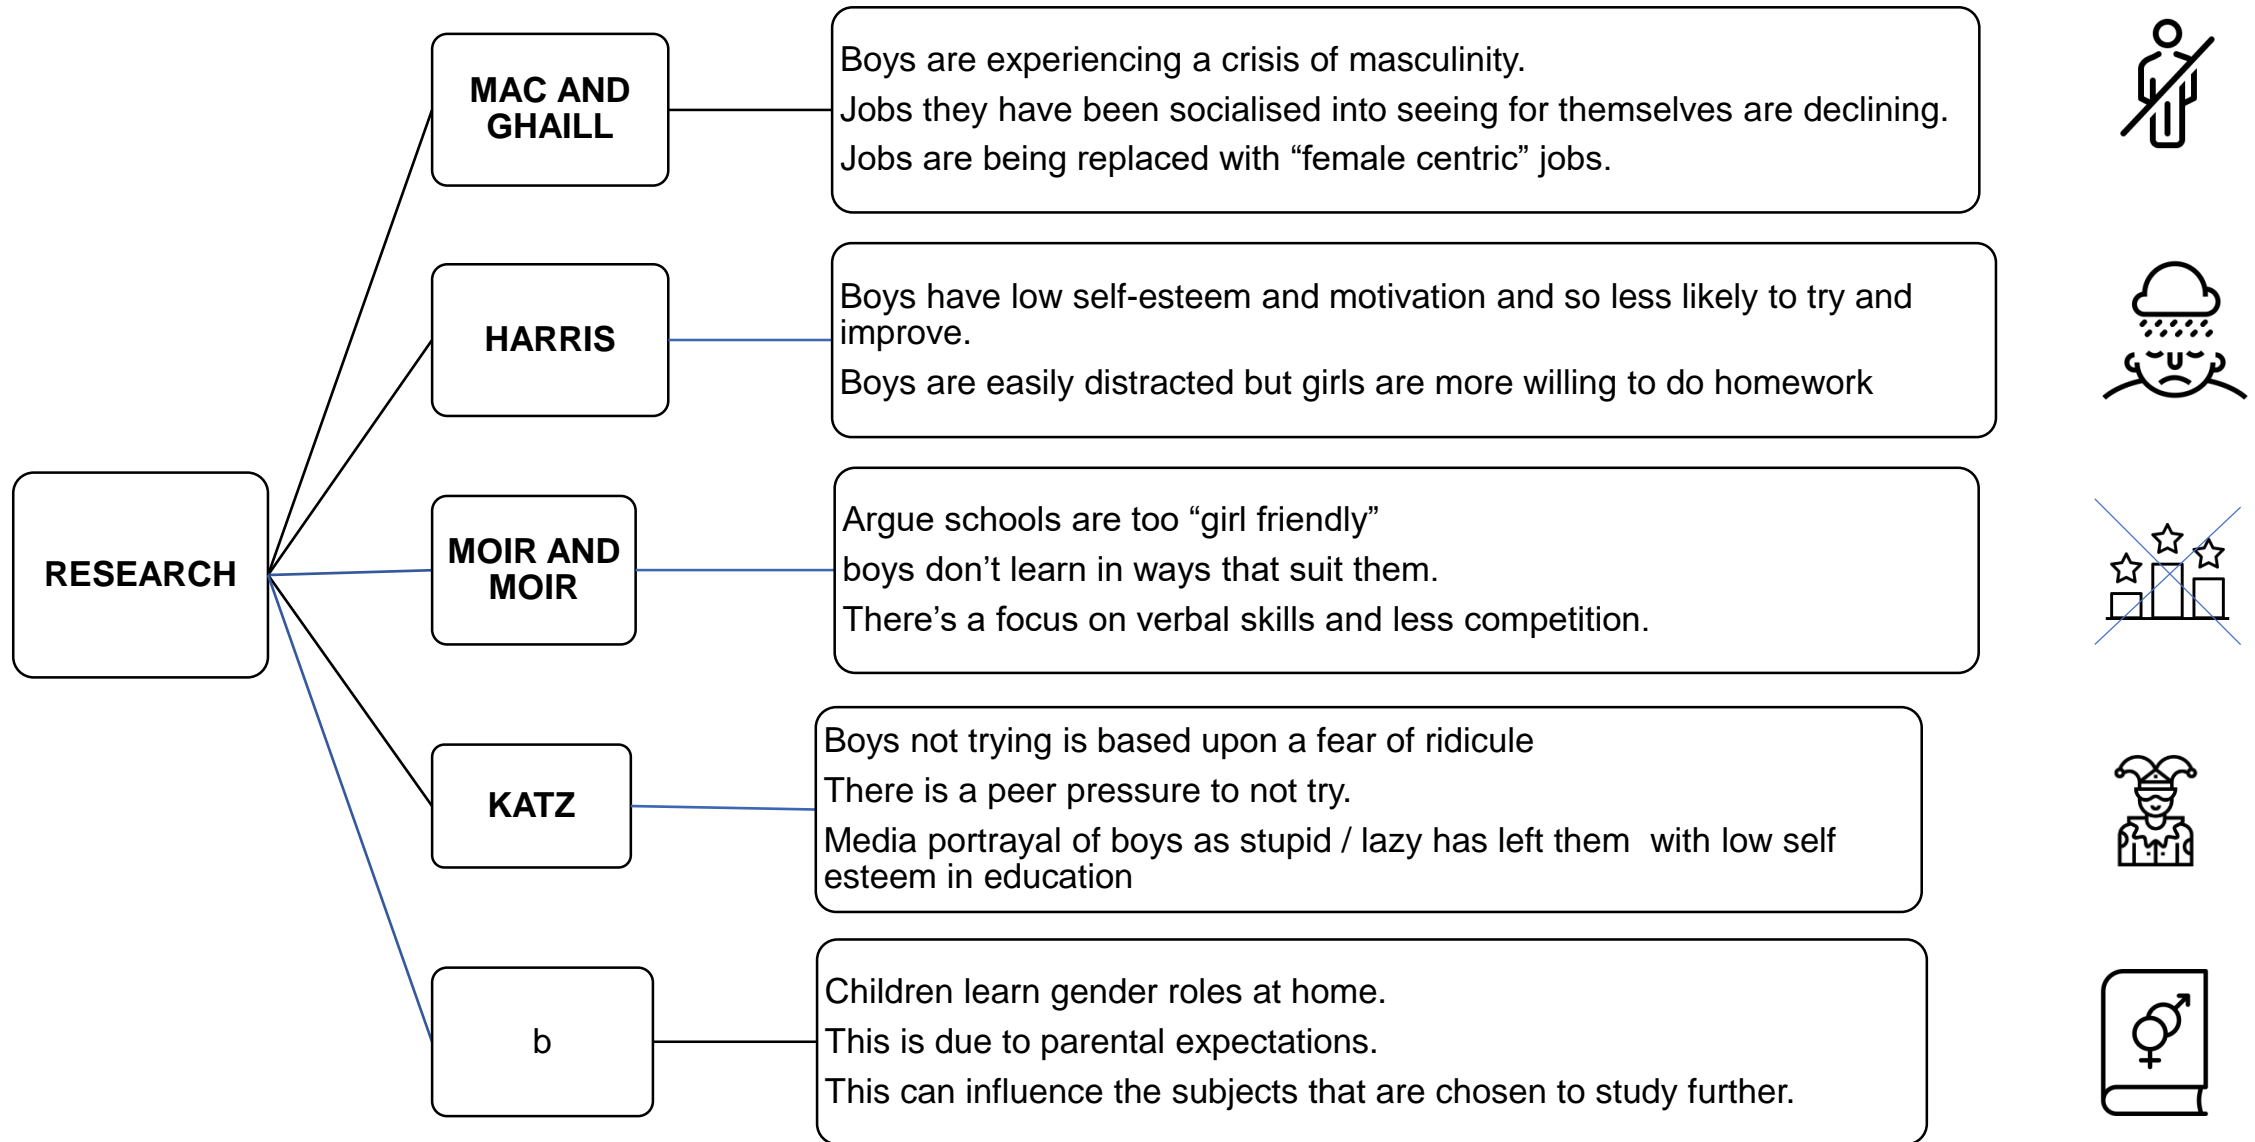 RESEARCH
MAC AND
GHAILL
Boys are experiencing a crisis of masculinity.
Jobs they have been socialised into seeing for themselves are declining.
Jobs are being replaced with “female centric” jobs.
HARRIS
Boys have low self-esteem and motivation and so less likely to try and
improve.
Boys are easily distracted but girls are more willing to do homework
MOIR AND
MOIR
Argue schools are too “girl friendly”
boys don’t learn in ways that suit them.
There’s a focus on verbal skills and less competition.
KATZ
Boys not trying is based upon a fear of ridicule
There is a peer pressure to not try.
Media portrayal of boys as stupid / lazy has left them  with low self
esteem in education
b
Children learn gender roles at home.
This is due to parental expectations.
This can influence the subjects that are chosen to study further.